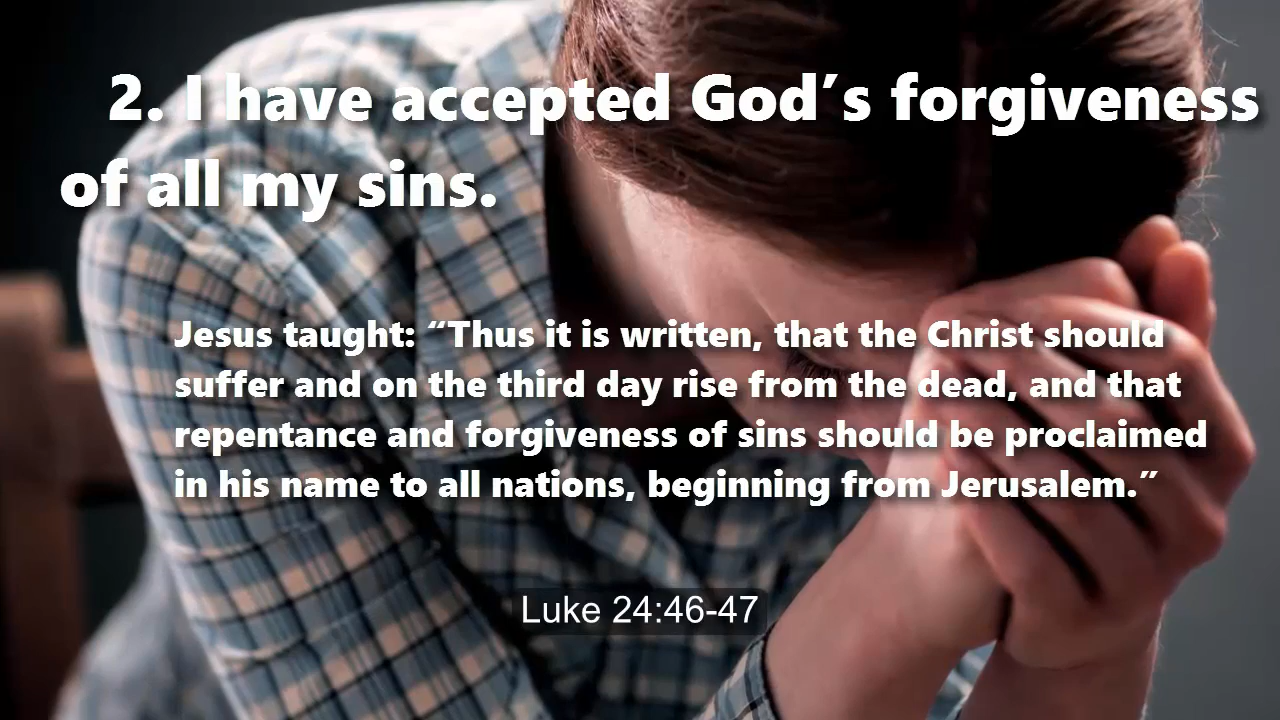 2. I have accepted God’s forgiveness
of all my sins.
Jesus taught: “Thus it is written, that the Christ should
suffer and on the third day rise from the dead, and that
repentance and forgiveness of sins should be proclaimed
in his name to all nations, beginning from Jerusalem.”
Luke 24:46-47